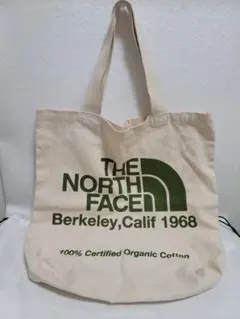 THE
NORTH
FACE
Berkeley,Calif 1968
100% Certified Organic Cotton